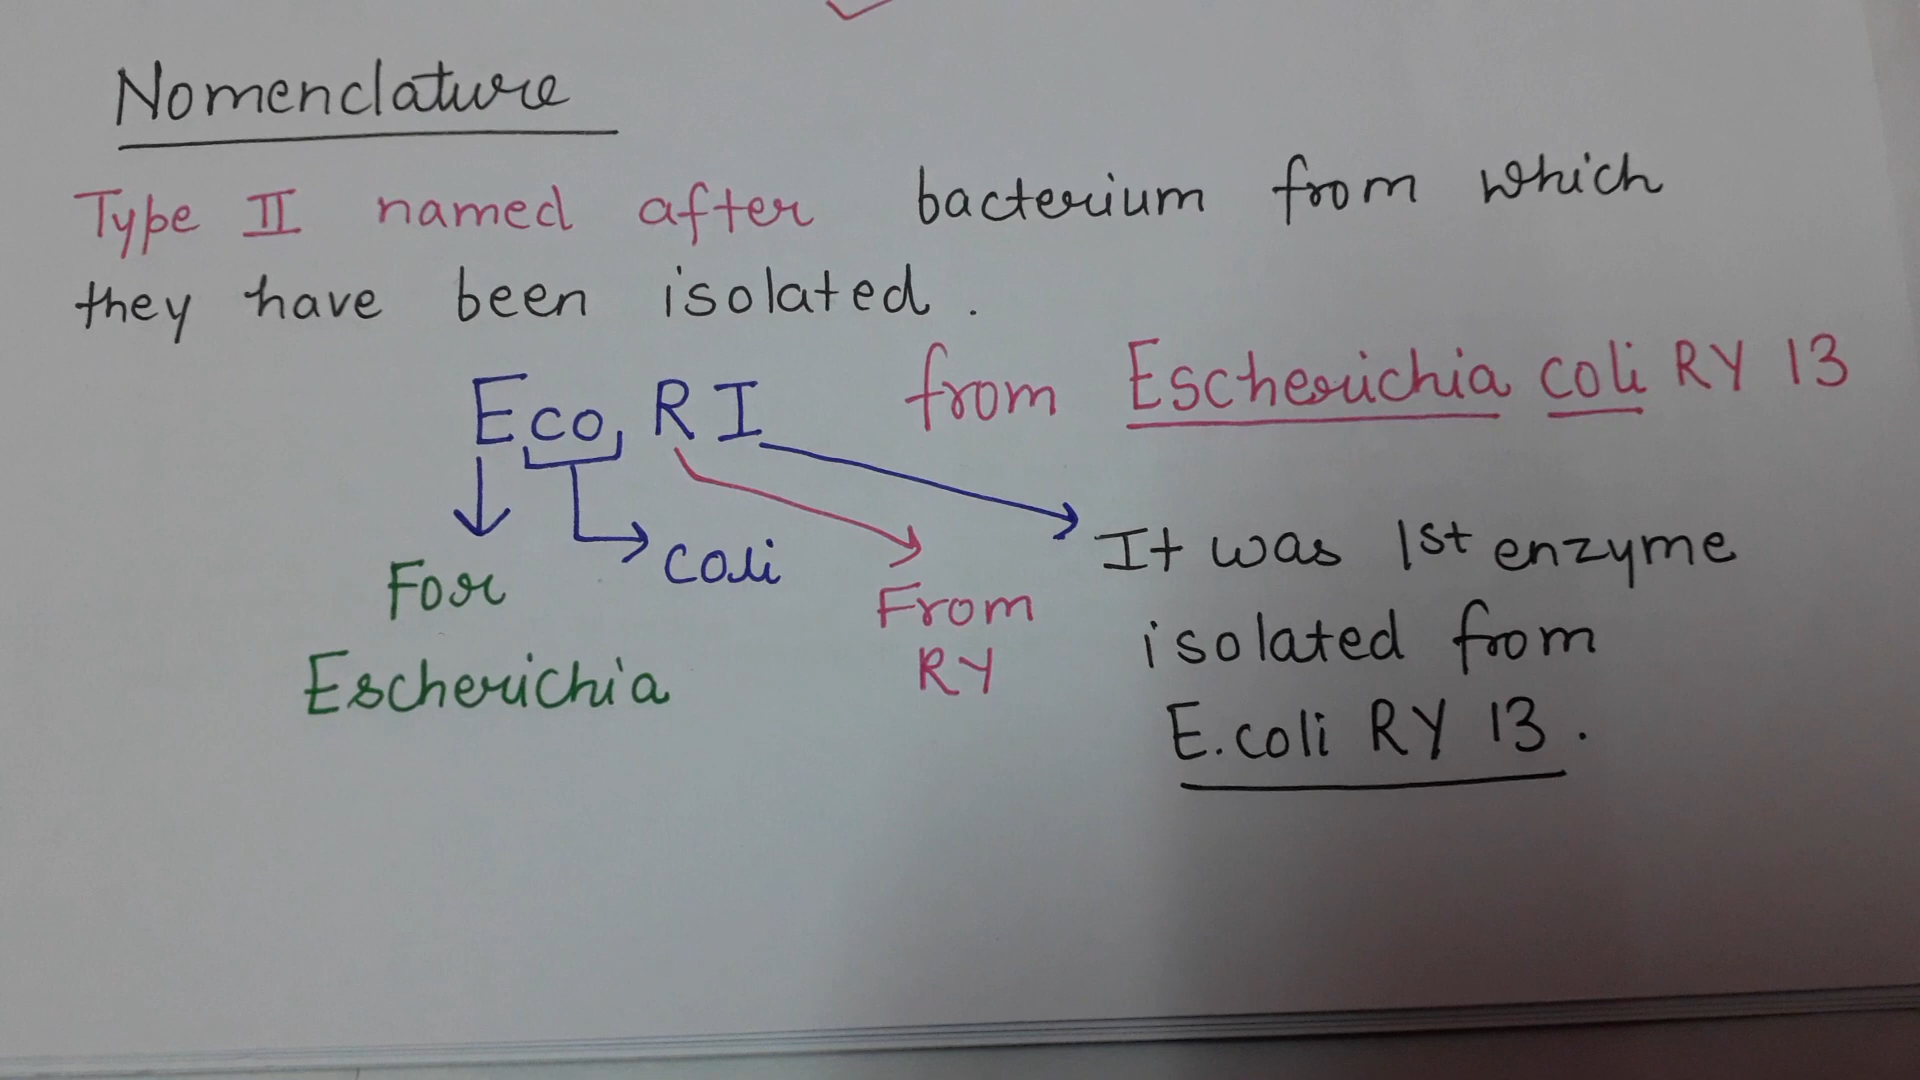 Nomenclature
Type II named after bacterium from which
they have been isolated.
Eco RI from Escherichia coli RY 13
For
Escherichia
coli
From
RY
It was 1st enzyme
isolated from
E.coli RY 13.